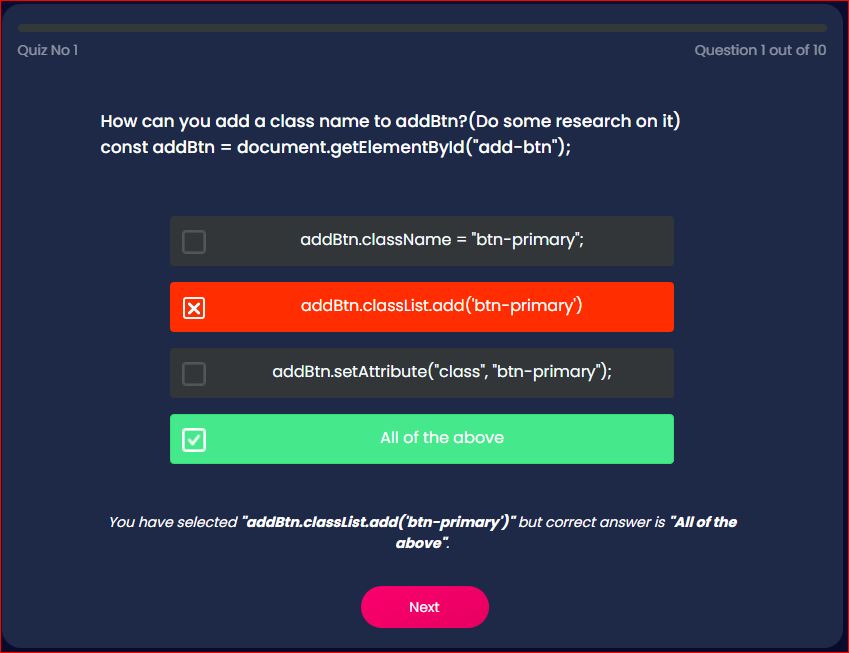 Quiz No 1
Question 1 out of 10
How can you add a class name to addBtn?(Do some research on it)
const addBtn = document.getElementById("add-btn");
addBtn.className = "btn-primary";
addBtn.classList.add('btn-primary')
addBtn.setAttribute("class", "btn-primary");
All of the above
You have selected "addBtn.classList.add('btn-primary')" but correct answer is "All of the
above".
Next